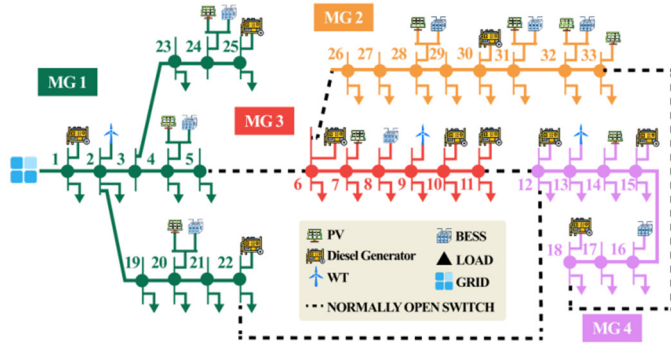 MG 2
23 24 25
26 27 28 29 30 31 32 33
MG 1
MG 3
1 2 3 4 5
6 7 8 9 10 11
12 13 14 15
PV
BESS
Diesel Generator
LOAD
WT
GRID
NORMALLY OPEN SWITCH
18 17 16
19 20 21 22
MG 4